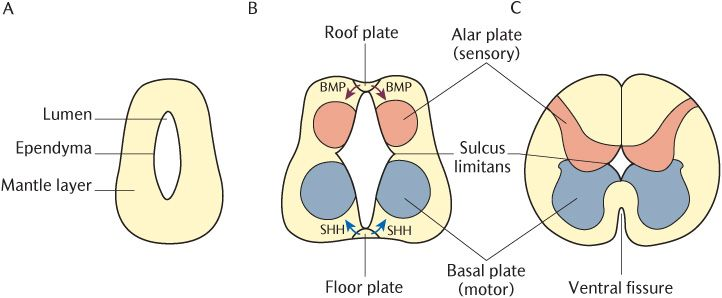 A
B
C
Roof plate
Alar plate
(sensory)
BMP
BMP
Lumen
Ependyma
Mantle layer
Sulcus
limitans
SHH
SHH
Floor plate
Basal plate
(motor)
Ventral fissure